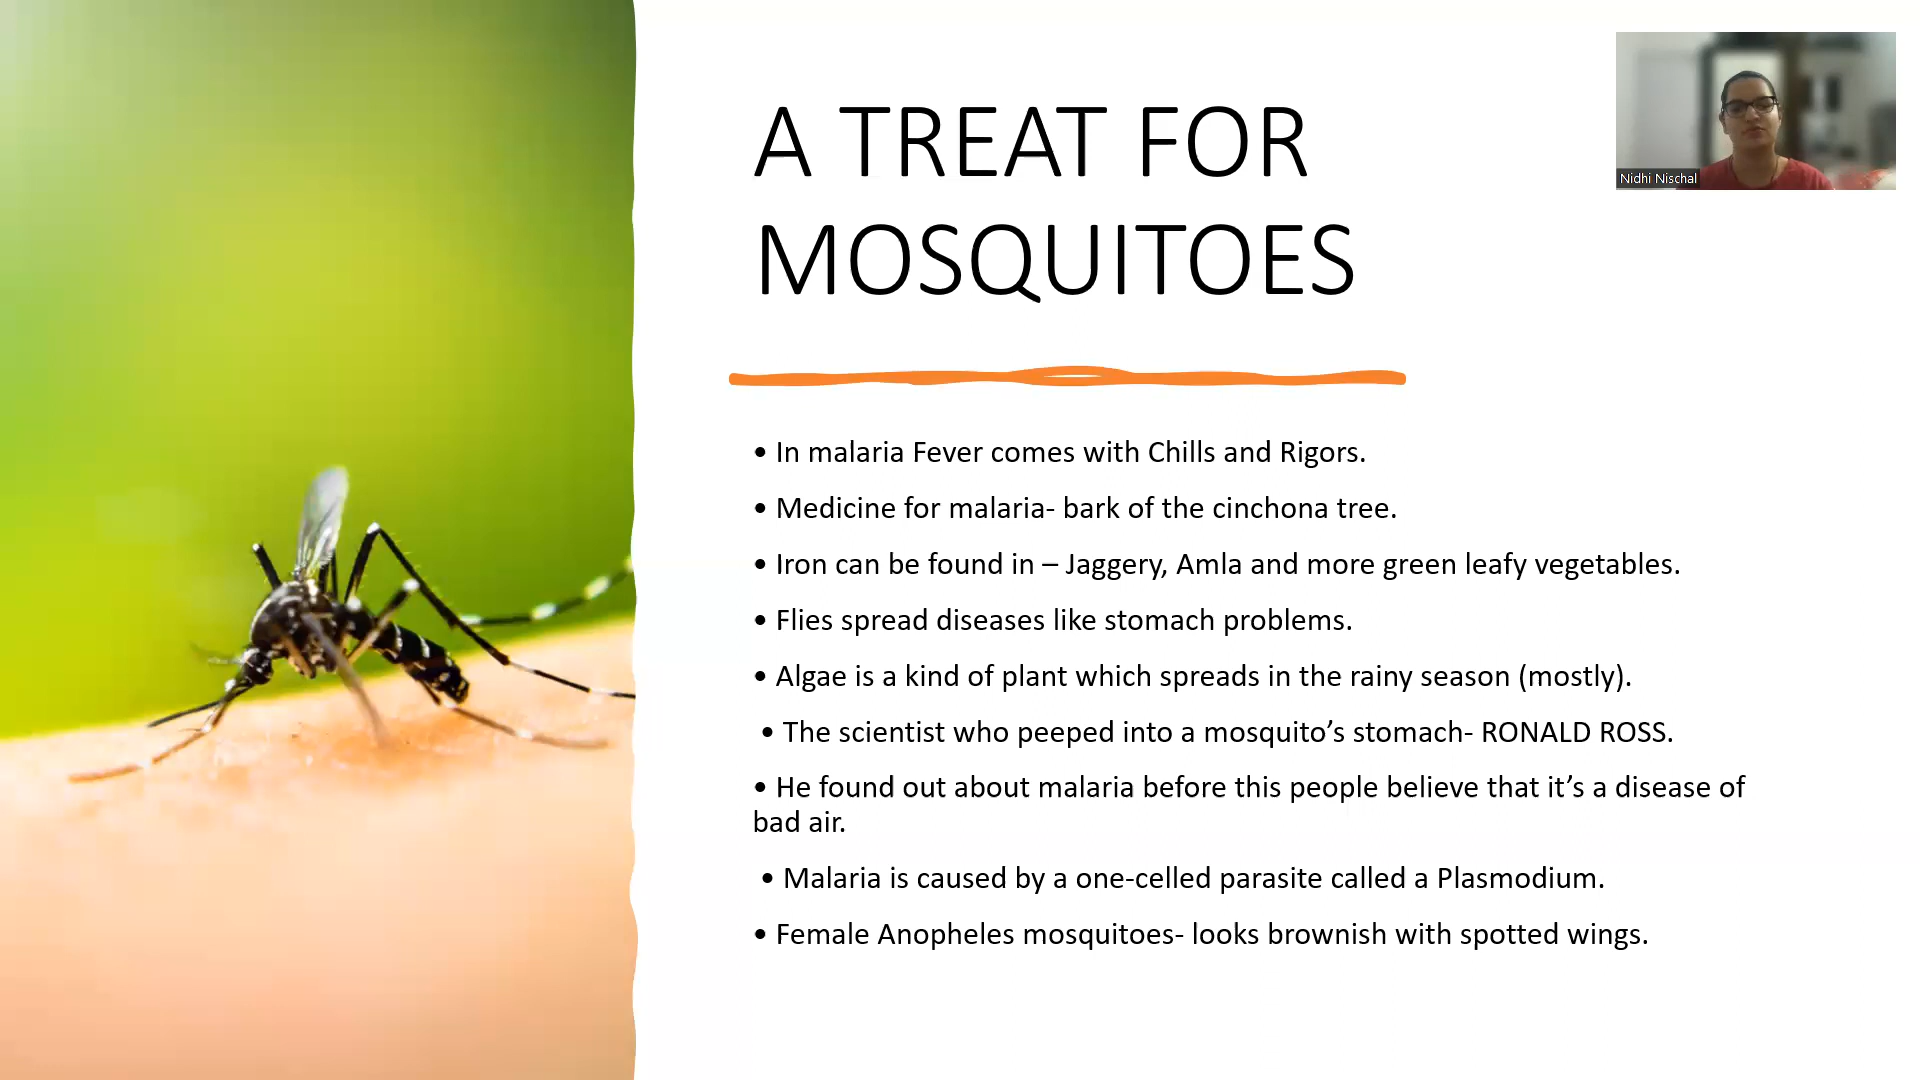 A TREAT FOR
MOSQUITOES
Nidhi Nischal
• In malaria Fever comes with Chills and Rigors.
• Medicine for malaria- bark of the cinchona tree.
• Iron can be found in – Jaggery, Amla and more green leafy vegetables.
• Flies spread diseases like stomach problems.
• Algae is a kind of plant which spreads in the rainy season (mostly).
• The scientist who peeped into a mosquito’s stomach- RONALD ROSS.
• He found out about malaria before this people believe that it’s a disease of
bad air.
• Malaria is caused by a one-celled parasite called a Plasmodium.
• Female Anopheles mosquitoes- looks brownish with spotted wings.